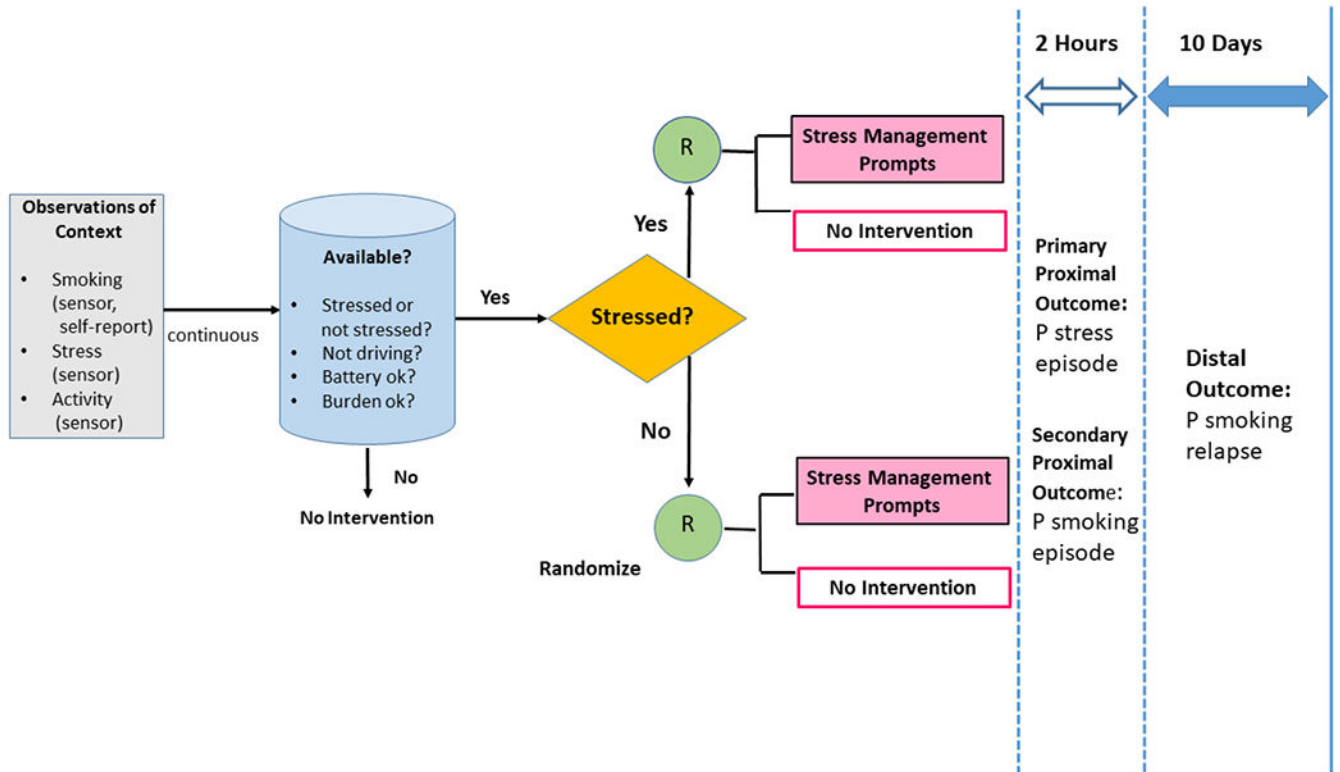 Observations of
Context
• Smoking
(sensor,
self-report)
• Stress
(sensor)
• Activity
(sensor)
continuous
Available?
• Stressed or
not stressed?
• Not driving?
• Battery ok?
• Burden ok?
No
No Intervention
Yes
Stressed?
Yes
R
Stress Management
Prompts
No Intervention
No
R
Randomize
Stress Management
Prompts
No Intervention
2 Hours
Primary
Proximal
Outcome:
P stress
episode
Secondary
Proximal
Outcome:
P smoking
episode
10 Days
Distal
Outcome:
P smoking
relapse